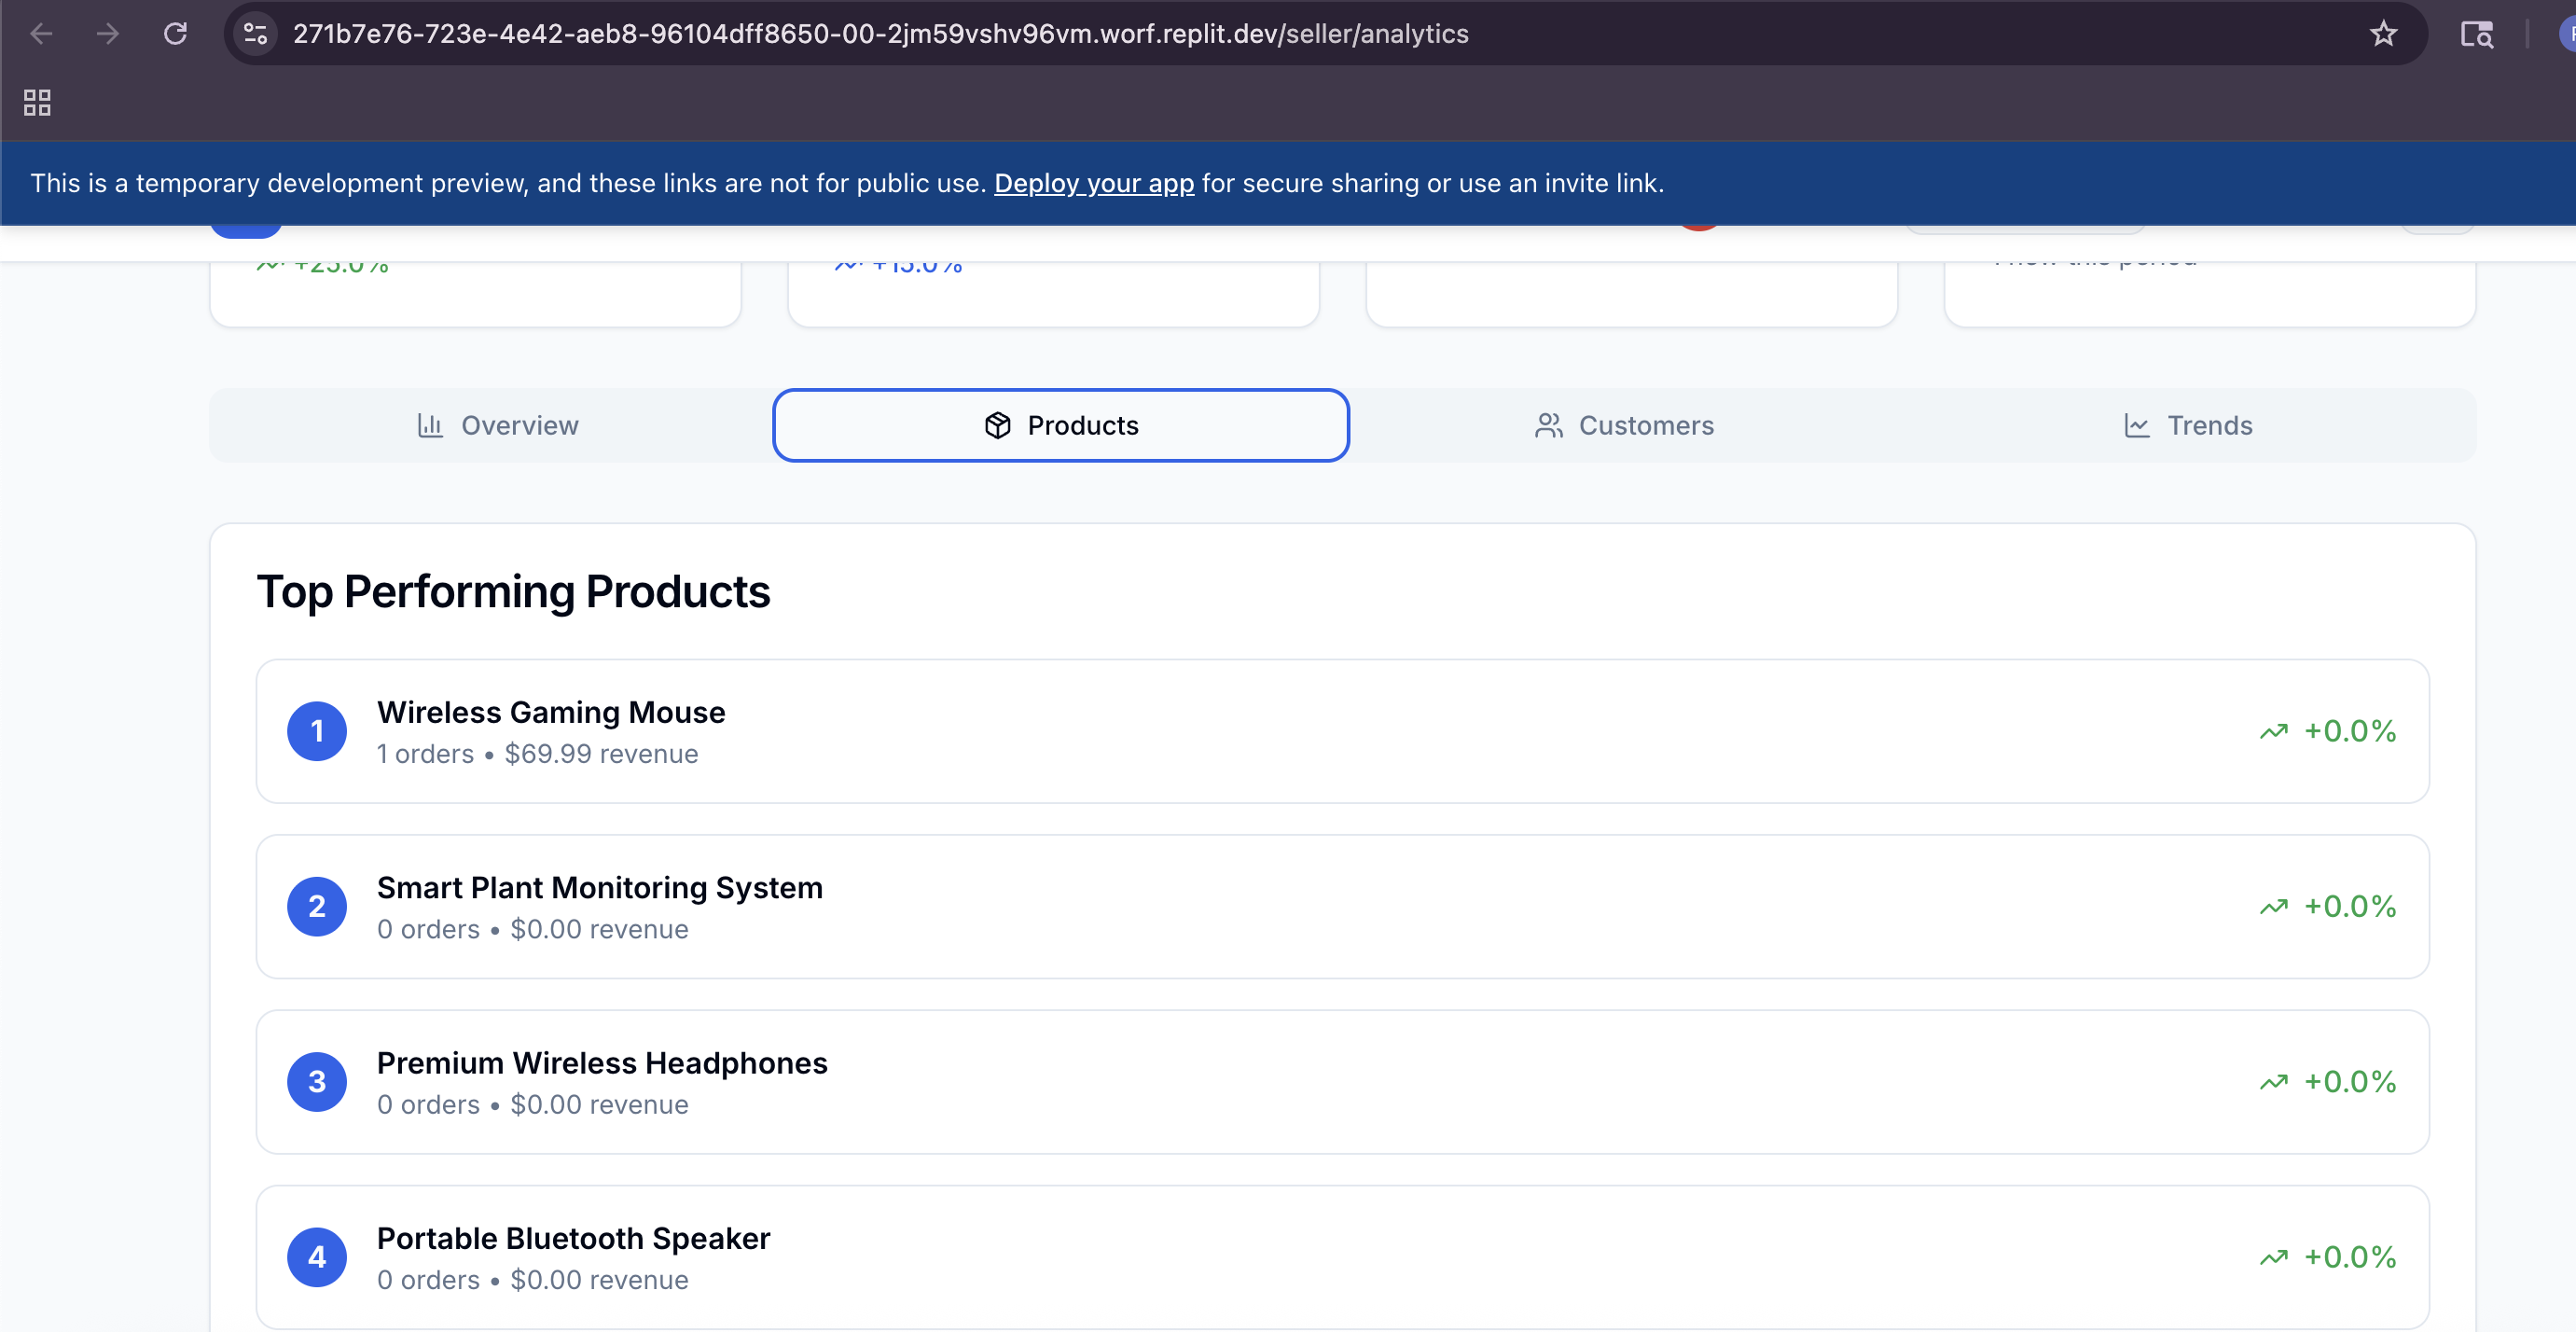 271b7e76-723e-4e42-aeb8-96104dff8650-00-2jm59vshv96vm.worf.replit.dev/seller/analytics
This is a temporary development preview, and these links are not for public use. Deploy your app for secure sharing or use an invite link.
+25.0%
+15.0%
1 new this period
Overview
Products
Customers
Trends
Top Performing Products
1
Wireless Gaming Mouse
1 orders • $69.99 revenue
+0.0%
2
Smart Plant Monitoring System
0 orders • $0.00 revenue
+0.0%
3
Premium Wireless Headphones
0 orders • $0.00 revenue
+0.0%
4
Portable Bluetooth Speaker
0 orders • $0.00 revenue
+0.0%